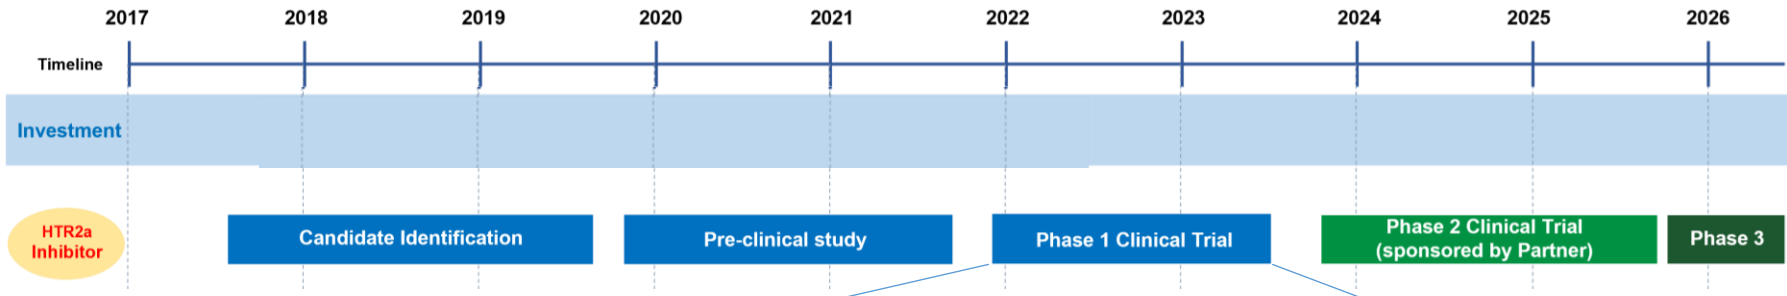 2017 2018 2019 2020 2021 2022 2023 2024 2025 2026
Timeline
Investment
HTR2a
Inhibitor
Candidate Identification
Pre-clinical study
Phase 1 Clinical Trial
Phase 2 Clinical Trial
(sponsored by Partner)
Phase 3